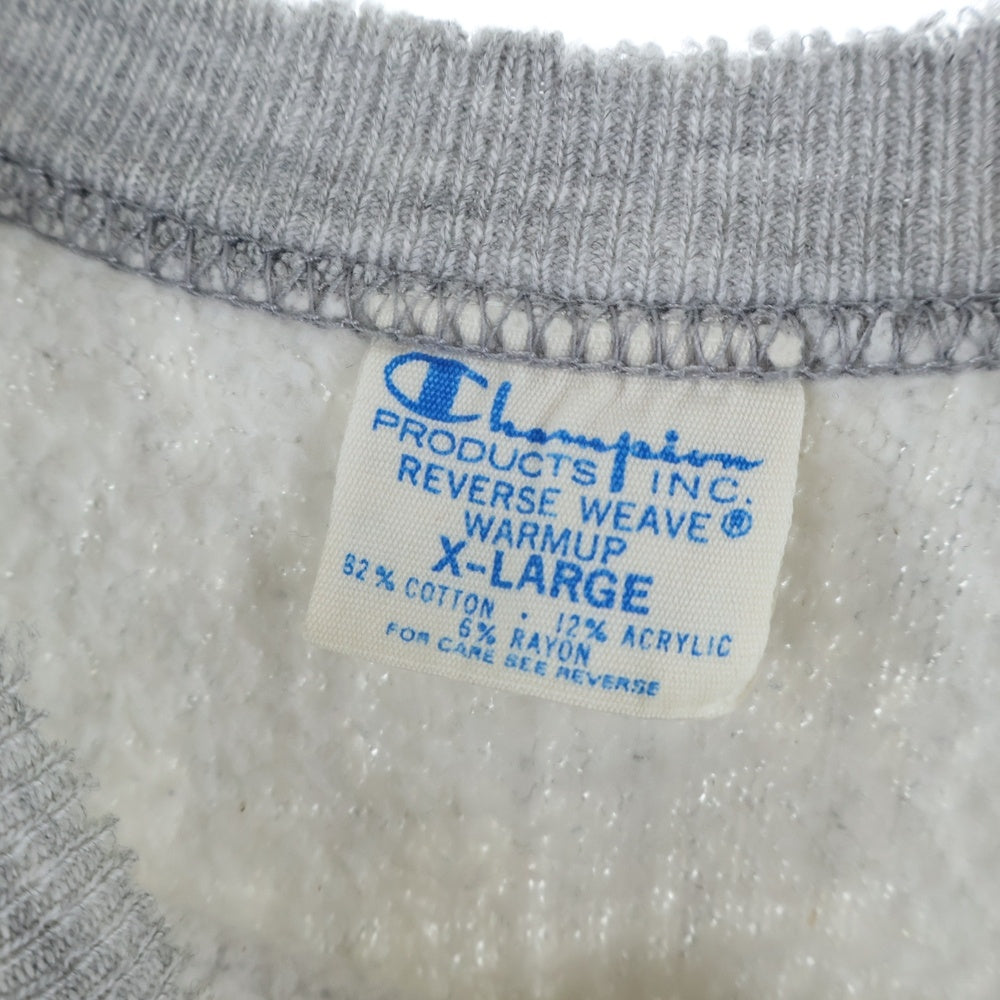 Champion
PRODUCTS INC.
REVERSE WEAVE ®
WARMUP
X-LARGE
82% COTTON · 12% ACRYLIC
6% RAYON
FOR CARE SEE REVERSE